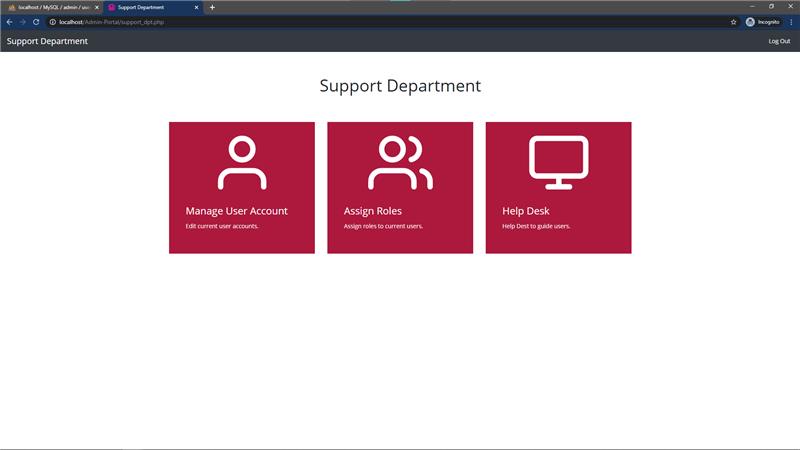 localhost / MySQL / admin / use
Support Department
localhost/Admin-Portal/support_dpt.php
Incognito
Support Department
Log Out
Support Department
Manage User Account
Edit current user accounts.
Assign Roles
Assign roles to current users.
Help Desk
Help Dest to guide users.